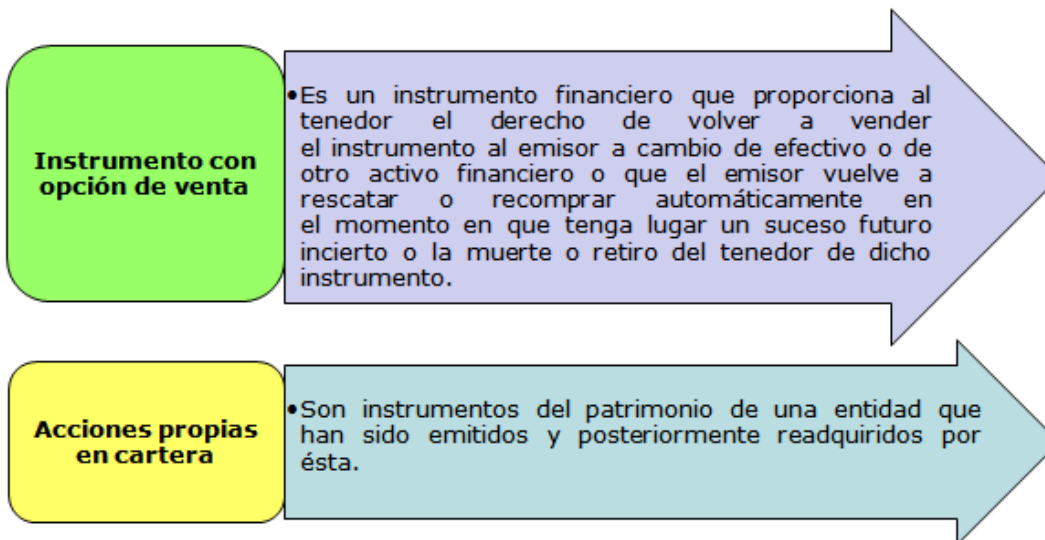 Instrumento con
opción de venta
•Es un instrumento financiero que proporciona al
tenedor el derecho de volver a vender
el instrumento al emisor a cambio de efectivo o de
otro activo financiero o que el emisor vuelve a
rescatar o recomprar automáticamente en
el momento en que tenga lugar un suceso futuro
incierto o la muerte o retiro del tenedor de dicho
instrumento.
Acciones propias
en cartera
•Son instrumentos del patrimonio de una entidad que
han sido emitidos y posteriormente readquiridos por
ésta.